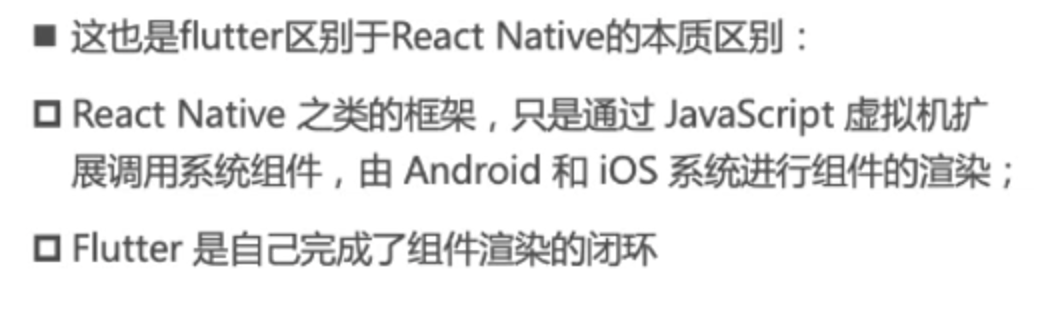 ■ 这也是flutter区别于React Native的本质区别：
□ React Native 之类的框架，只是通过 JavaScript 虚拟机扩
展调用系统组件，由 Android 和 iOS 系统进行组件的渲染；
□ Flutter 是自己完成了组件渲染的闭环